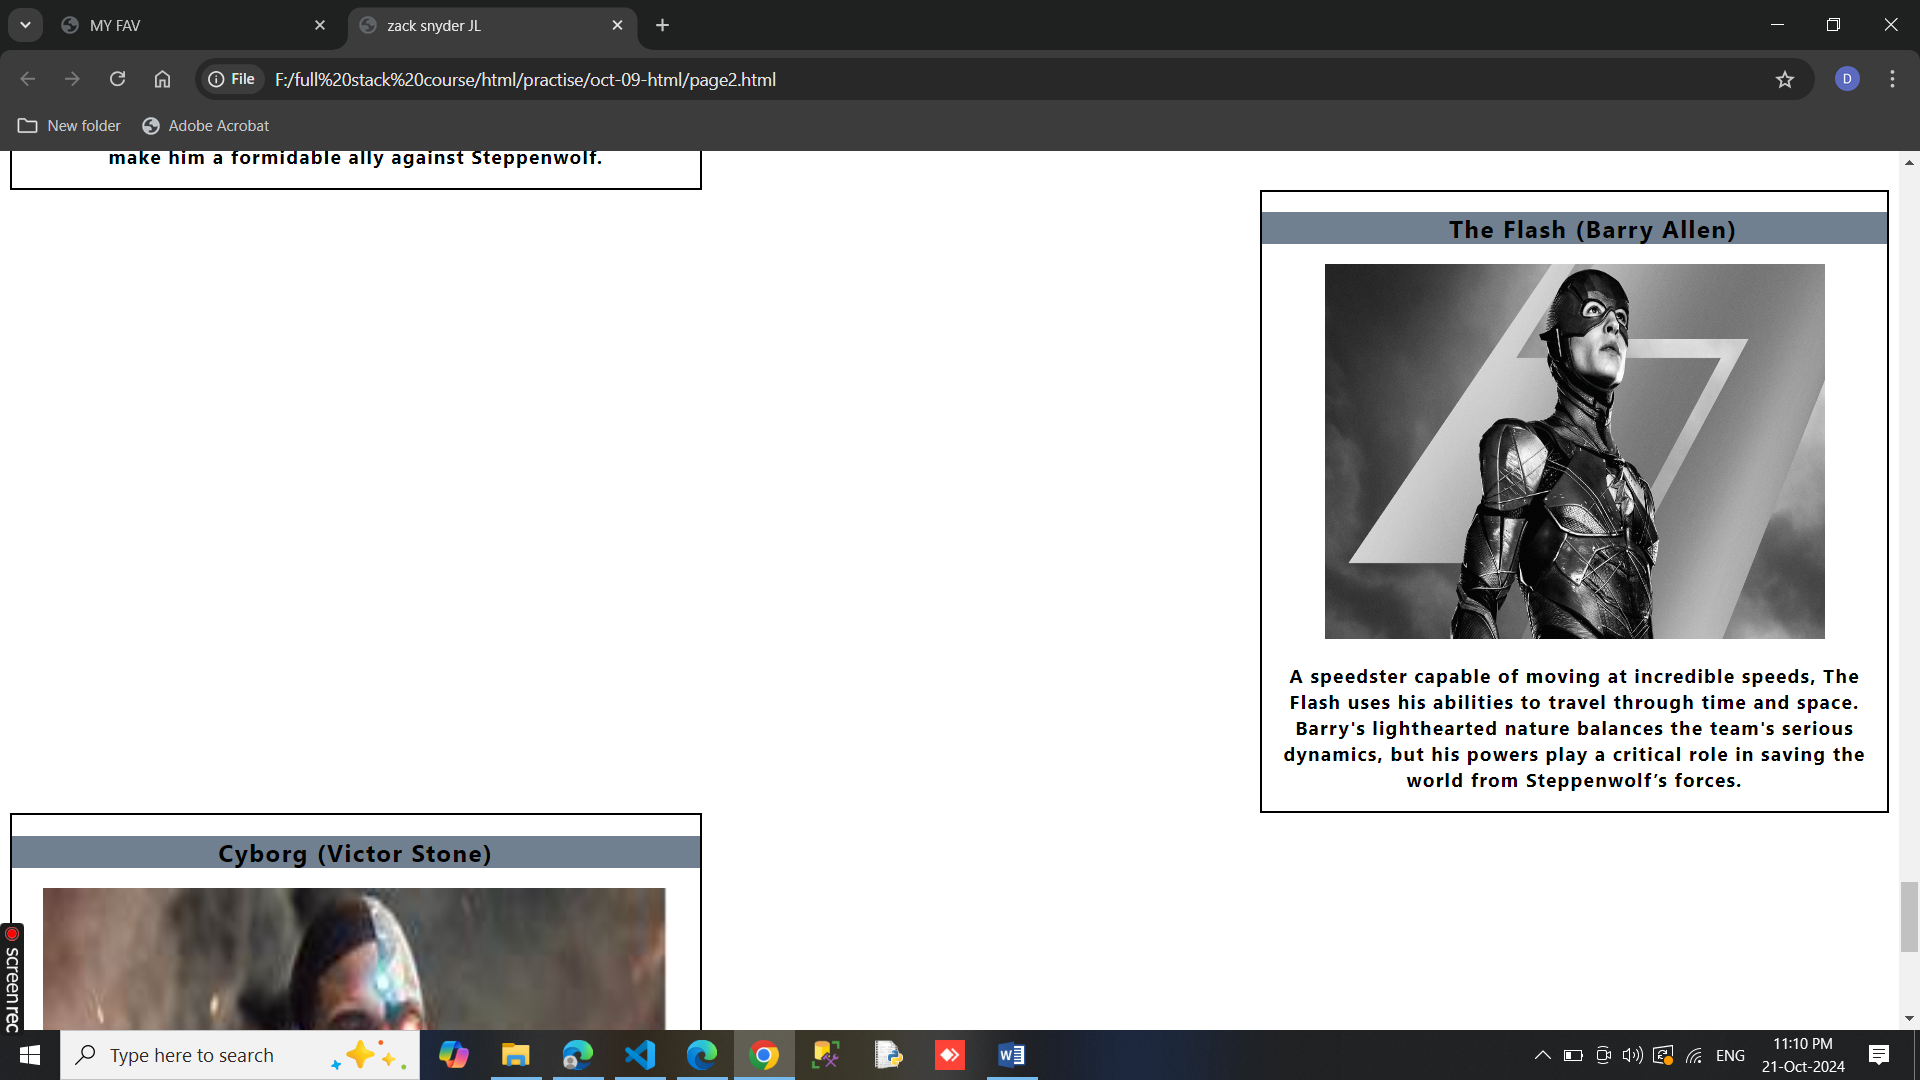 MY FAV
zack snyder JL
File
F:/full%20stack%20course/html/practise/oct-09-html/page2.html
D
New folder
Adobe Acrobat
make him a formidable ally against Steppenwolf.
The Flash (Barry Allen)
A speedster capable of moving at incredible speeds, The
Flash uses his abilities to travel through time and space.
Barry's lighthearted nature balances the team's serious
dynamics, but his powers play a critical role in saving the
world from Steppenwolf’s forces.
Cyborg (Victor Stone)
screenrec
Type here to search
ENG
11:10 PM
21-Oct-2024